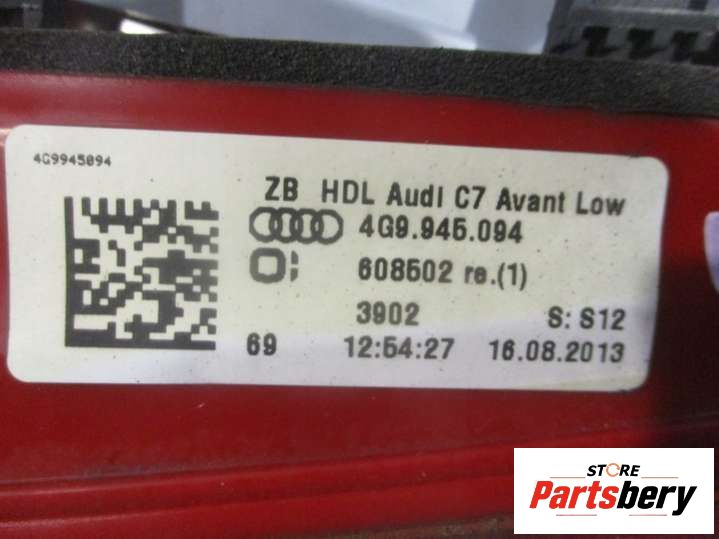 4G9945094
ZB HDL Audi C7 Avant Low
4G9.945.094
608502 re.(1)
3902 S: S12
69 12:54:27 16.08.2013
STORE
Partsbery